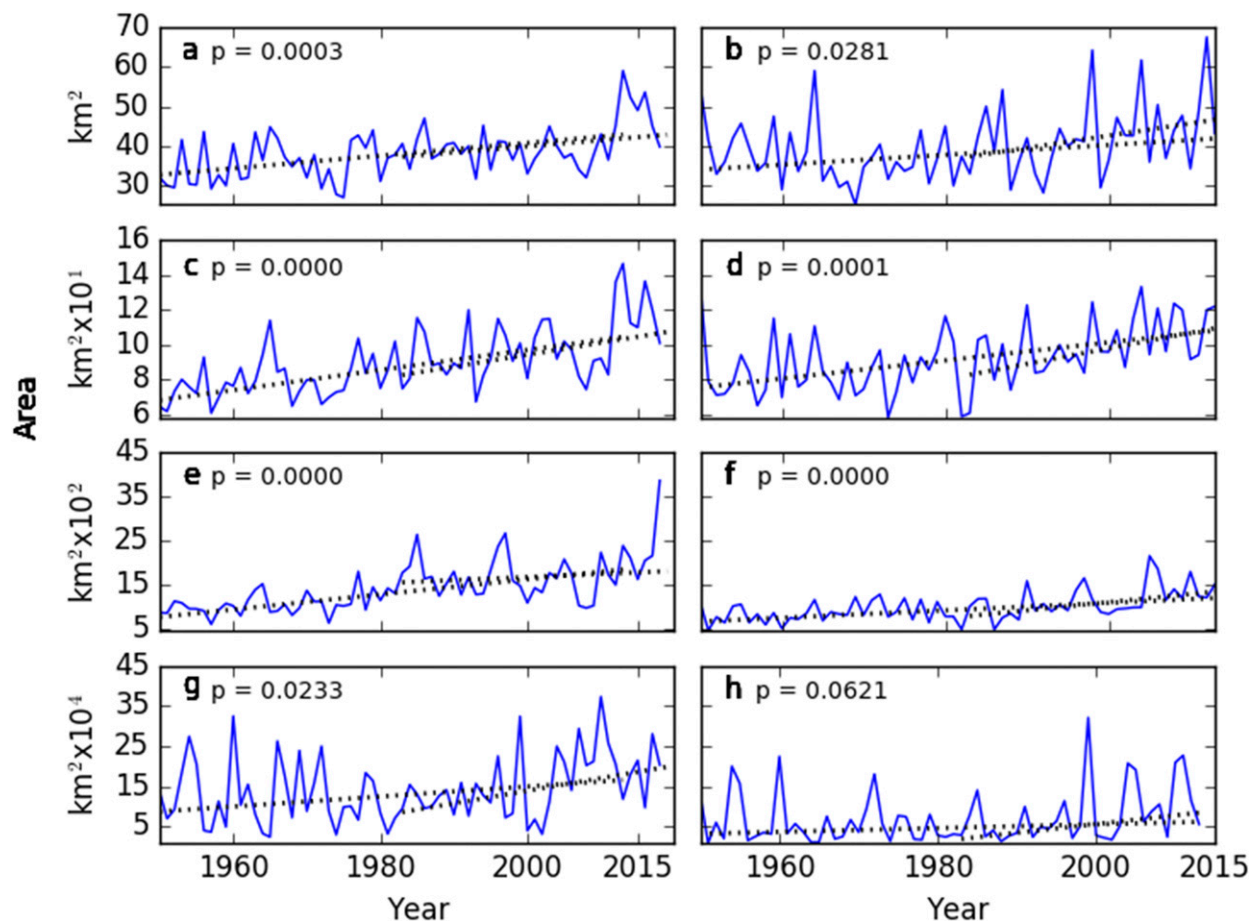 a p = 0.0003
b p = 0.0281
70
60
50
40
30
km²
c p = 0.0000
d p = 0.0001
16
14
12
10
8
6
km²x10¹
e p = 0.0000
f p = 0.0000
45
35
25
15
5
km²x10²
g p = 0.0233
h p = 0.0621
45
35
25
15
5
km²x10⁴
Area
1960 1980 2000 2015
1960 1980 2000 2015
Year
Year